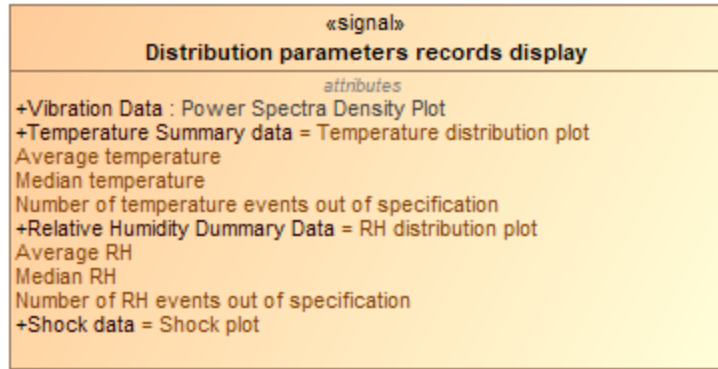 «signal»
Distribution parameters records display
attributes
+Vibration Data : Power Spectra Density Plot
+Temperature Summary data = Temperature distribution plot
Average temperature
Median temperature
Number of temperature events out of specification
+Relative Humidity Dummary Data = RH distribution plot
Average RH
Median RH
Number of RH events out of specification
+Shock data = Shock plot